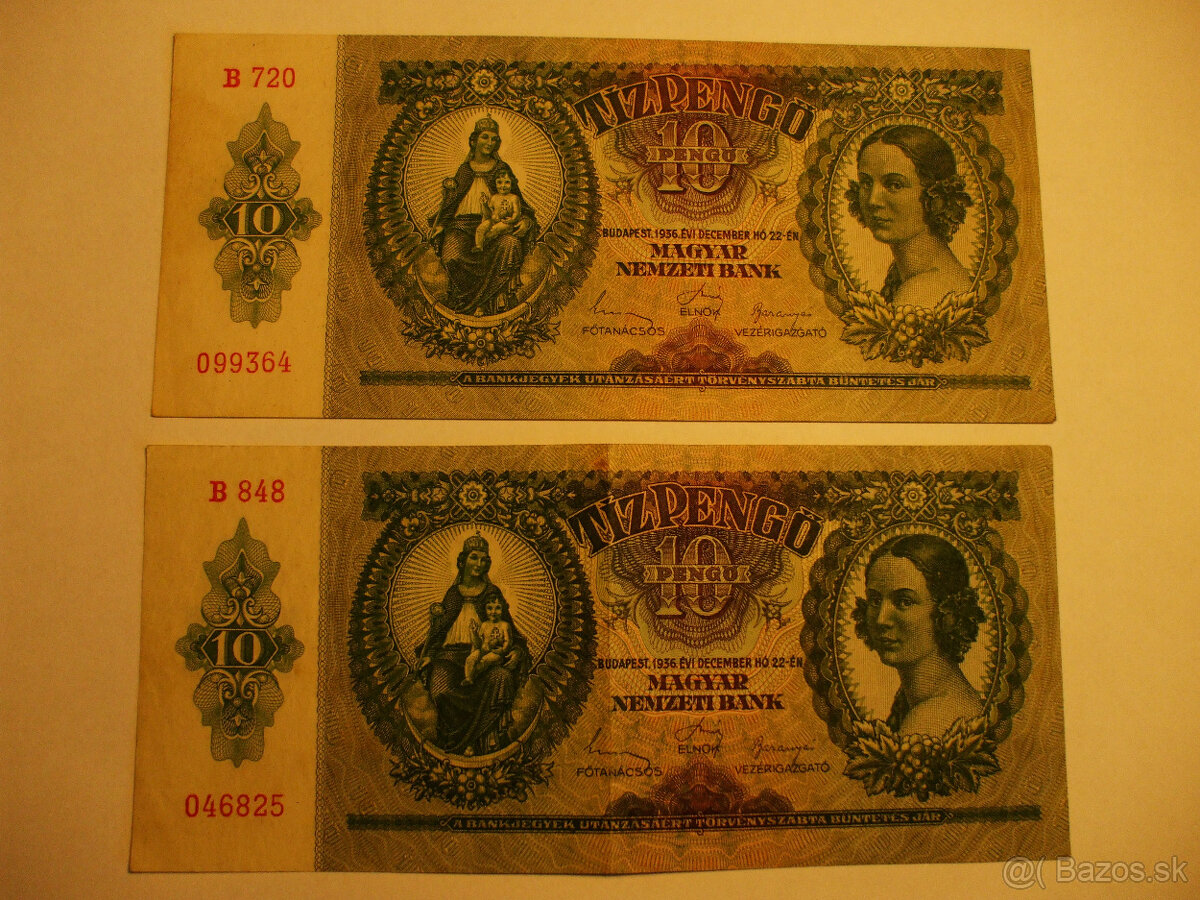 B 720
TÍZPENGŐ
10
PENGŐ
10
BUDAPEST, 1936. ÉVI DECEMBER HÓ 22-ÉN
MAGYAR
NEMZETI BANK
ELNÖK
FŐTANÁCSOS
VEZÉRIGAZGATÓ
099364
A BANKJEGYEK UTÁNZÁSAÉRT TÖRVÉNYSZABTA BÜNTETÉS JÁR
B 848
TÍZPENGŐ
10
PENGŐ
10
BUDAPEST, 1936. ÉVI DECEMBER HÓ 22-ÉN
MAGYAR
NEMZETI BANK
ELNÖK
FŐTANÁCSOS
VEZÉRIGAZGATÓ
046825
A BANKJEGYEK UTÁNZÁSAÉRT TÖRVÉNYSZABTA BÜNTETÉS JÁR
@( Bazos.sk